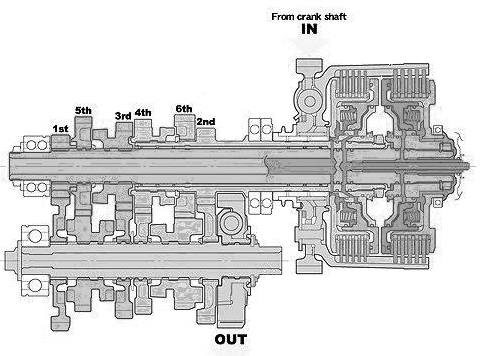 From crank shaft
IN
5th
6th
4th
3rd
2nd
1st
OUT